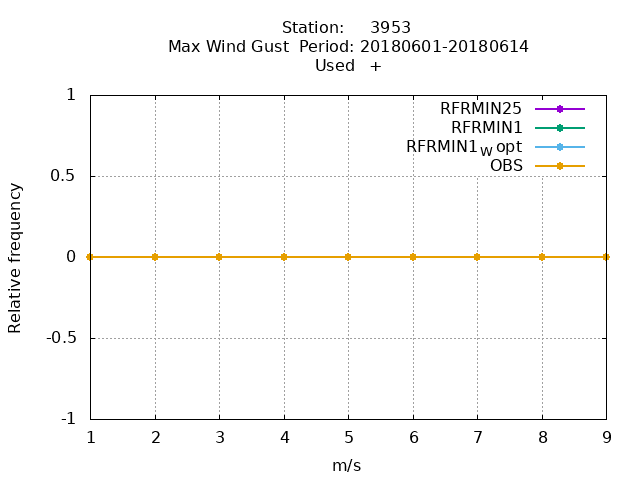 Station: 3953
Max Wind Gust Period: 20180601-20180614
Used +
RFRMIN25
RFRMIN1
RFRMIN1W opt
OBS
Relative frequency
1
0.5
0
-0.5
-1
1 2 3 4 5 6 7 8 9
m/s